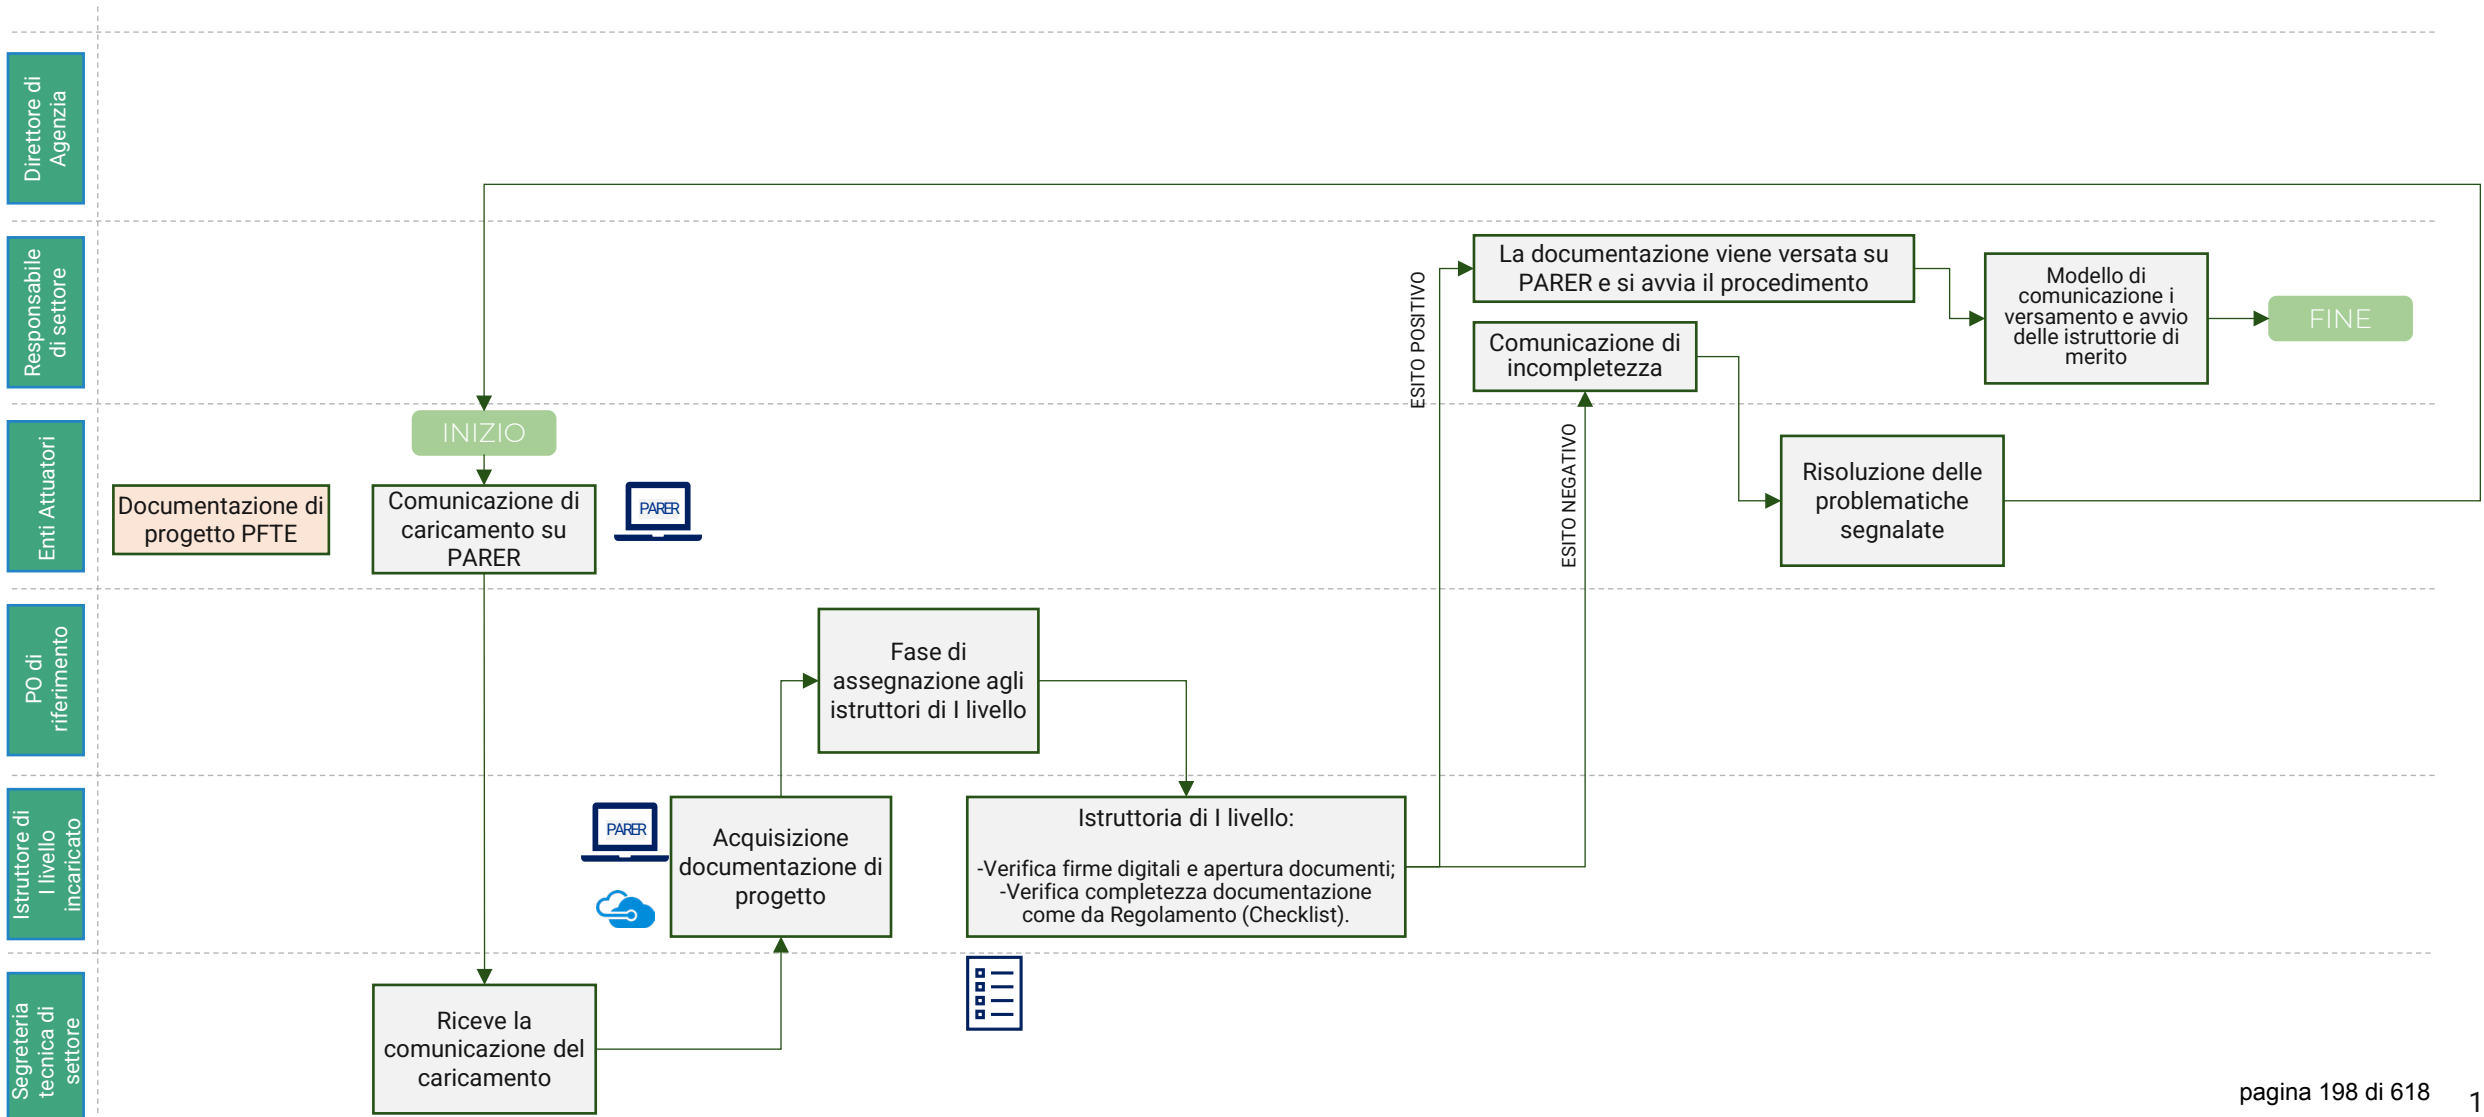 Direttore di
Agenzia
Responsabile
di settore
ESITO POSITIVO
La documentazione viene versata su
PARER e si avvia il procedimento
Modello di
comunicazione i
versamento e avvio
delle istruttorie di
merito
FINE
Comunicazione di
incompletezza
Enti Attuatori
INIZIO
Documentazione di
progetto PFTE
Comunicazione di
caricamento su
PARER
PARER
ESITO NEGATIVO
Risoluzione delle
problematiche
segnalate
PO di
riferimento
Fase di
assegnazione agli
istruttori di I livello
Istruttore di
I livello
incaricato
PARER
Acquisizione
documentazione di
progetto
Istruttoria di I livello:
-Verifica firme digitali e apertura documenti;
-Verifica completezza documentazione
come da Regolamento (Checklist).
Segreteria
tecnica di
settore
Riceve la
comunicazione del
caricamento
pagina 198 di 618
1